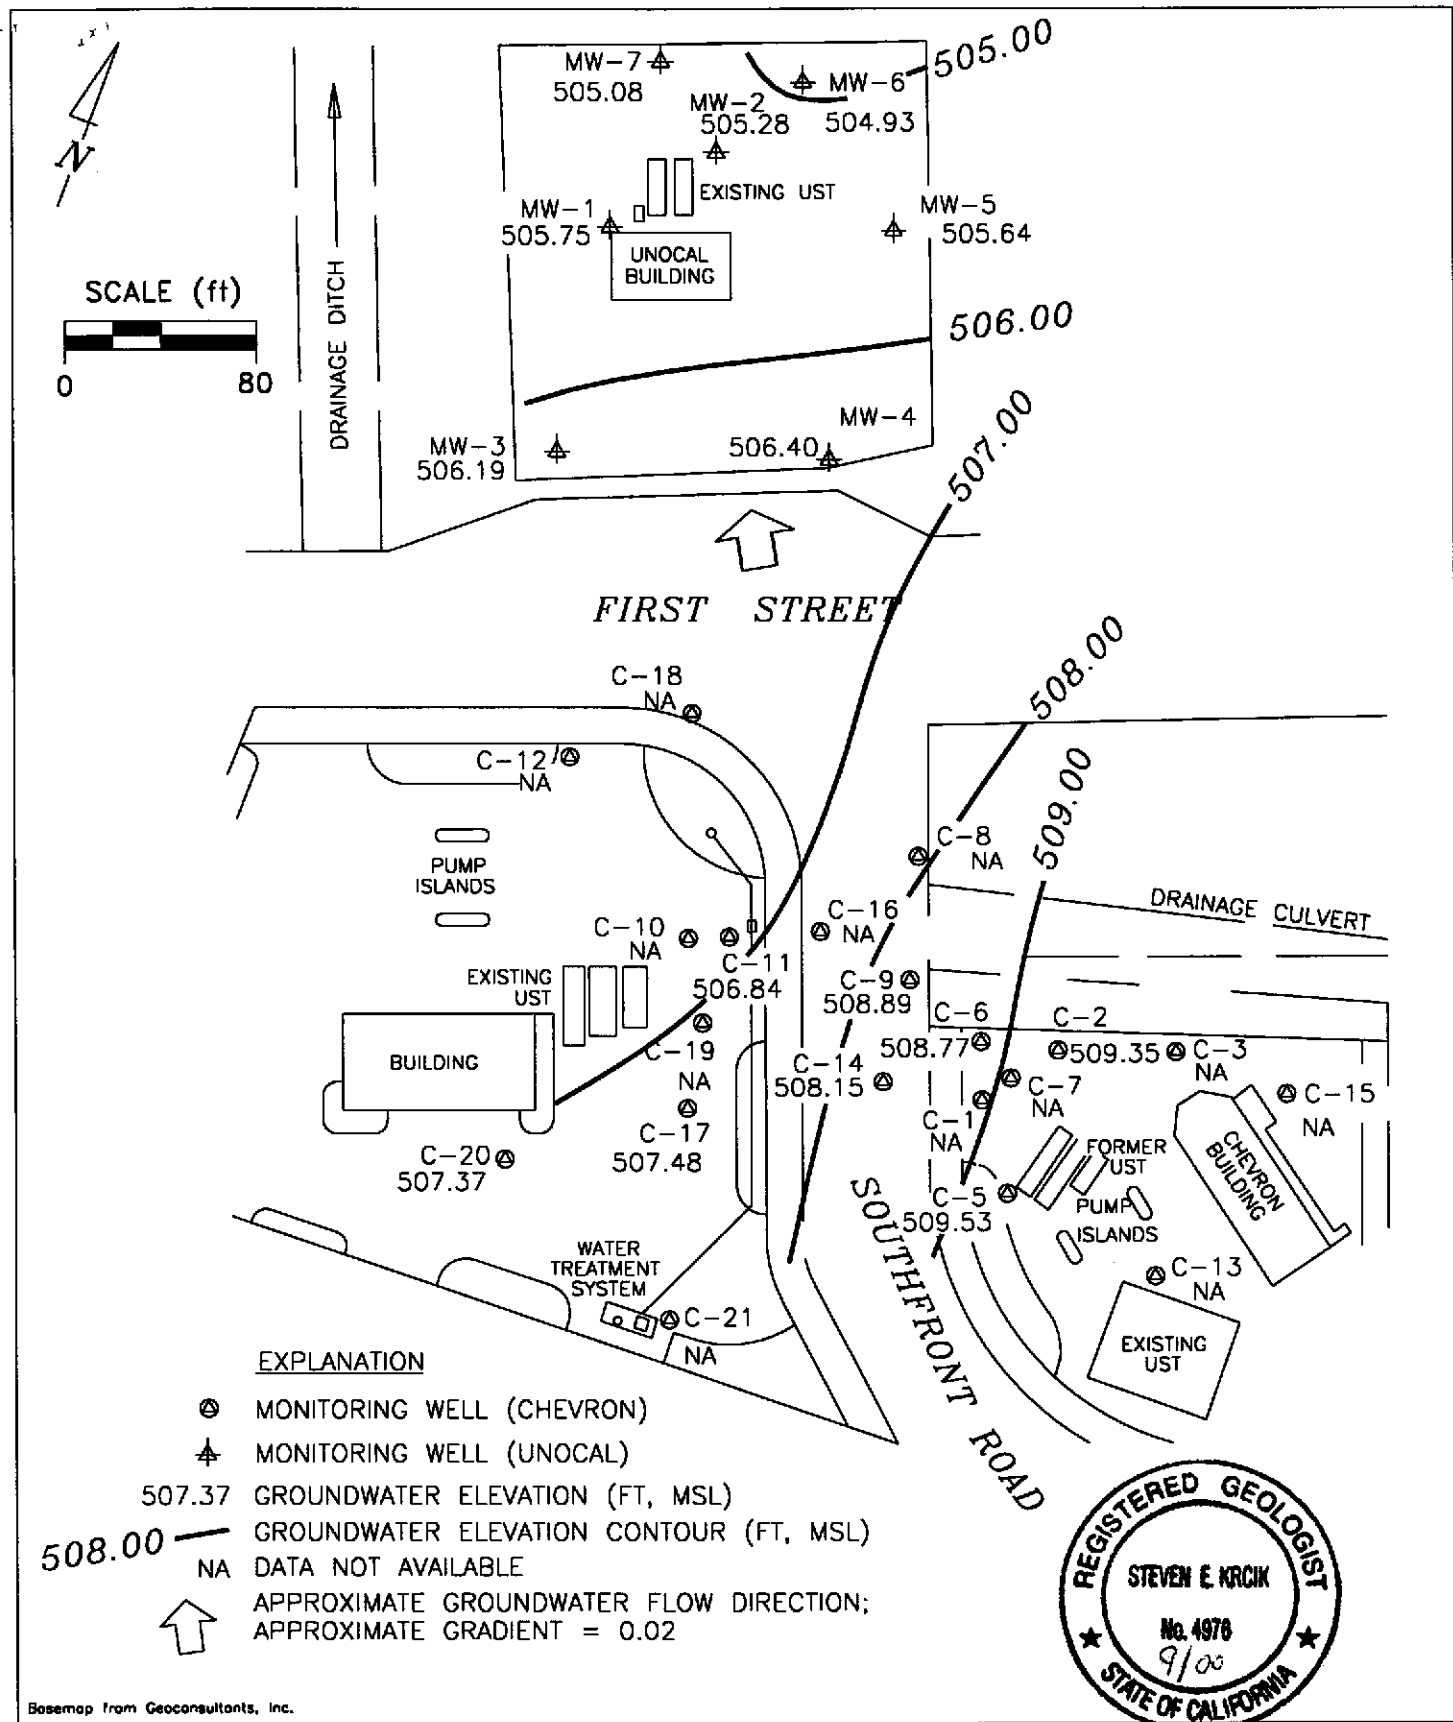 N
SCALE (ft)
0 80
DRAINAGE DITCH
MW-7
505.08
MW-2
505.28
MW-6
504.93
505.00
EXISTING UST
MW-1
505.75
MW-5
505.64
UNOCAL
BUILDING
506.00
MW-4
506.40
MW-3
506.19
507.00
FIRST STREET
508.00
509.00
C-18
NA
C-12
NA
PUMP
ISLANDS
C-8
NA
DRAINAGE CULVERT
C-10
NA
C-11
506.84
C-16
NA
C-9
508.89
EXISTING
UST
BUILDING
C-19
NA
C-6
508.77
C-2
509.35
C-3
NA
C-14
508.15
C-7
NA
C-1
NA
C-15
NA
C-17
507.48
C-20
507.37
FORMER
UST
CHEVRON
BUILDING
C-5
509.53
PUMP
ISLANDS
SOUTHFRONT ROAD
WATER
TREATMENT
SYSTEM
C-21
NA
C-13
NA
EXISTING
UST
EXPLANATION
MONITORING WELL (CHEVRON)
MONITORING WELL (UNOCAL)
507.37 GROUNDWATER ELEVATION (FT, MSL)
508.00 GROUNDWATER ELEVATION CONTOUR (FT, MSL)
NA DATA NOT AVAILABLE
APPROXIMATE GROUNDWATER FLOW DIRECTION;
APPROXIMATE GRADIENT = 0.02
REGISTERED GEOLOGIST
STEVEN E. KRCIK
No. 4976
9/00
STATE OF CALIFORNIA
Basemap from Geoconsultants, Inc.